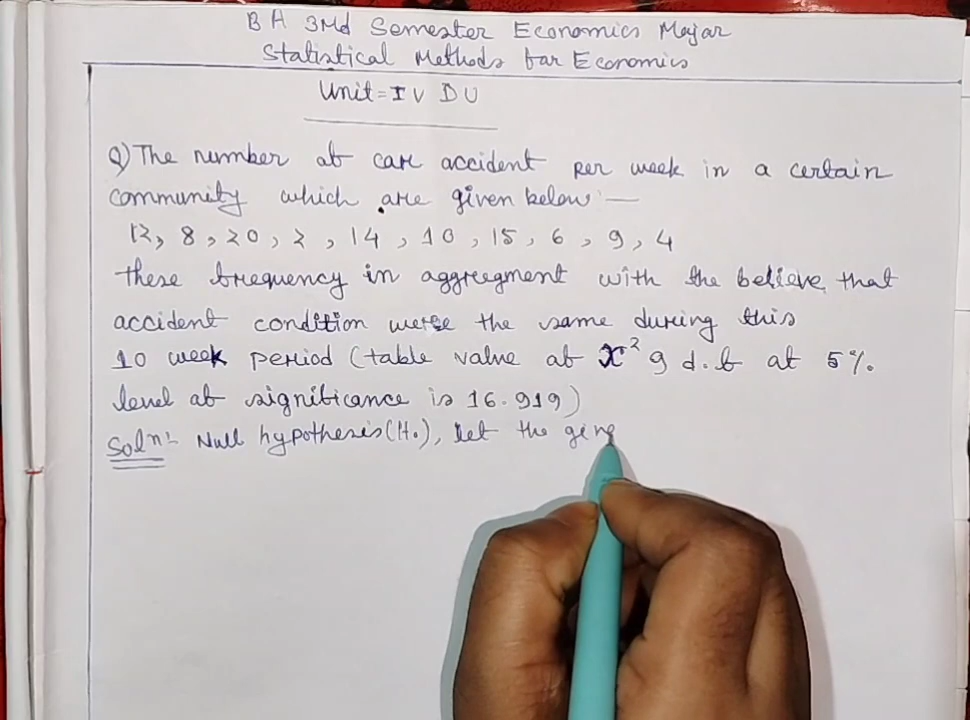 BA 3rd Semester Economics Major
Statistical Methods for Economics
Unit = IV DU
Q) The number of car accident per week in a certain
community which are given below :—
12, 8, 20, 2, 14, 10, 15, 6, 9, 4
these frequency in aggreegment with the believe that
accident condition were the same during this
10 week period (table value of x² 9 d.f at 5%.
level of significance is 16.919)
Soln:- Null hypothesis (H₀), let the give